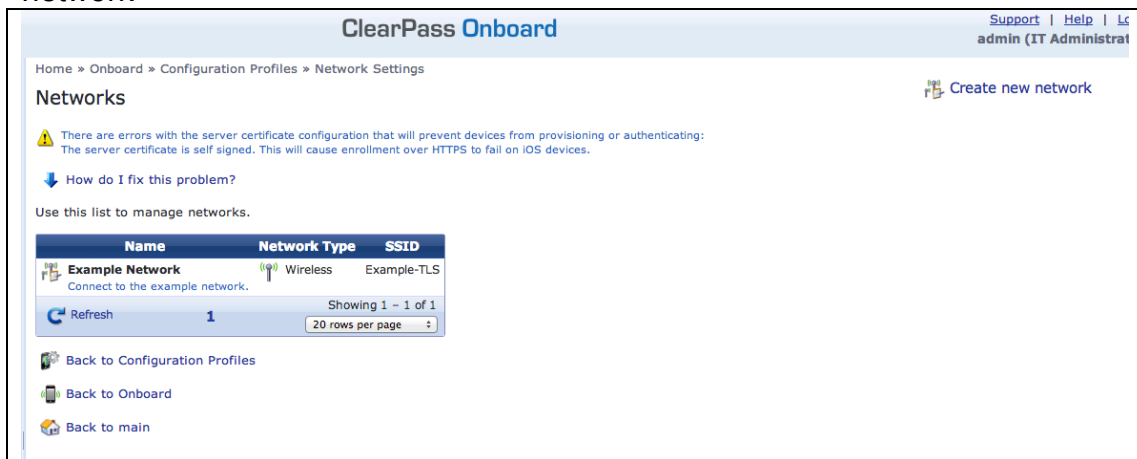 ClearPass Onboard
Support | Help |
admin (IT Administrat
Home » Onboard » Configuration Profiles » Network Settings
Create new network
Networks
There are errors with the server certificate configuration that will prevent devices from provisioning or authenticating:
The server certificate is self signed. This will cause enrollment over HTTPS to fail on iOS devices.
How do I fix this problem?
Use this list to manage networks.
Name Network Type SSID
Example Network Wireless Example-TLS
Connect to the example network.
Showing 1 – 1 of 1
Refresh 1
20 rows per page
Back to Configuration Profiles
Back to Onboard
Back to main